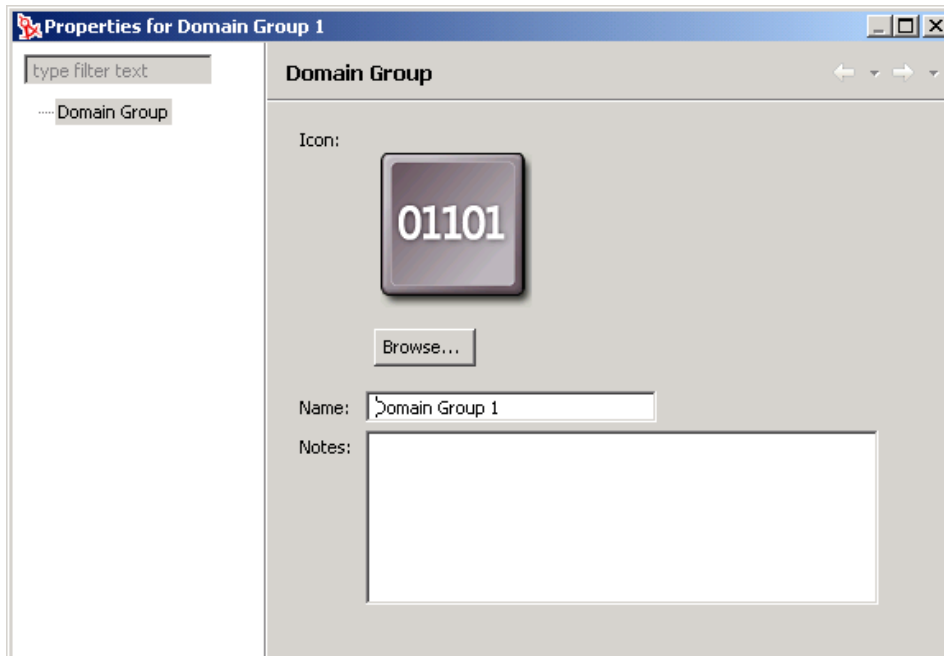 Properties for Domain Group 1
type filter text
Domain Group
Domain Group
Icon:
01101
Browse...
Name: Domain Group 1
Notes: